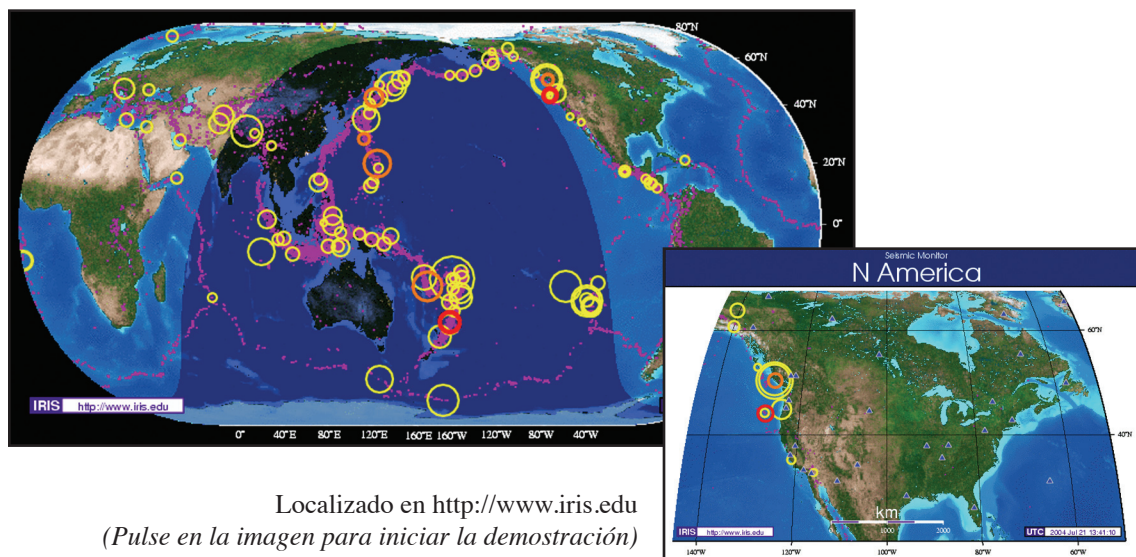 80°N
60°N
40°N
20°N
0°
IRIS http://www.iris.edu
0° 40°E 80°E 120°E 160°E 160°W 120°W 80°W 40°W
Seismic Monitor
N America
60°N
40°N
km
0 1000 2000
IRIS http://www.iris.edu
UTC 2004 Jul 21 13:41:10
140°W 120°W 100°W 80°W 60°W
Localizado en http://www.iris.edu
(Pulse en la imagen para iniciar la demostración)